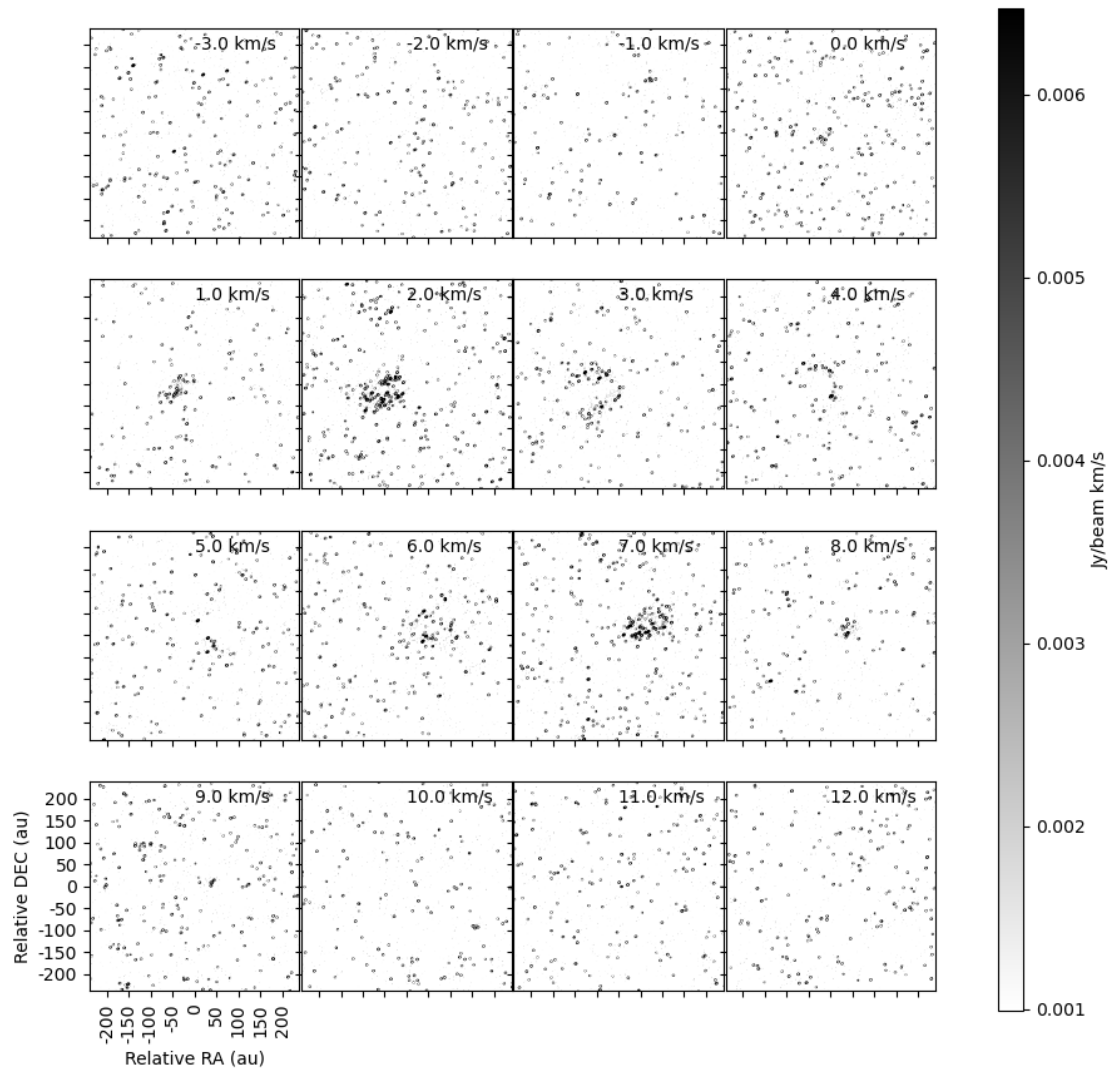 -3.0 km/s
-2.0 km/s
-1.0 km/s
0.0 km/s
1.0 km/s
2.0 km/s
3.0 km/s
4.0 km/s
5.0 km/s
6.0 km/s
7.0 km/s
8.0 km/s
9.0 km/s
10.0 km/s
11.0 km/s
12.0 km/s
200
150
100
50
0
-50
-100
-150
-200
Relative DEC (au)
-200
-150
-100
-50
0
50
100
150
200
Relative RA (au)
0.006
0.005
0.004
0.003
0.002
0.001
Jy/beam km/s